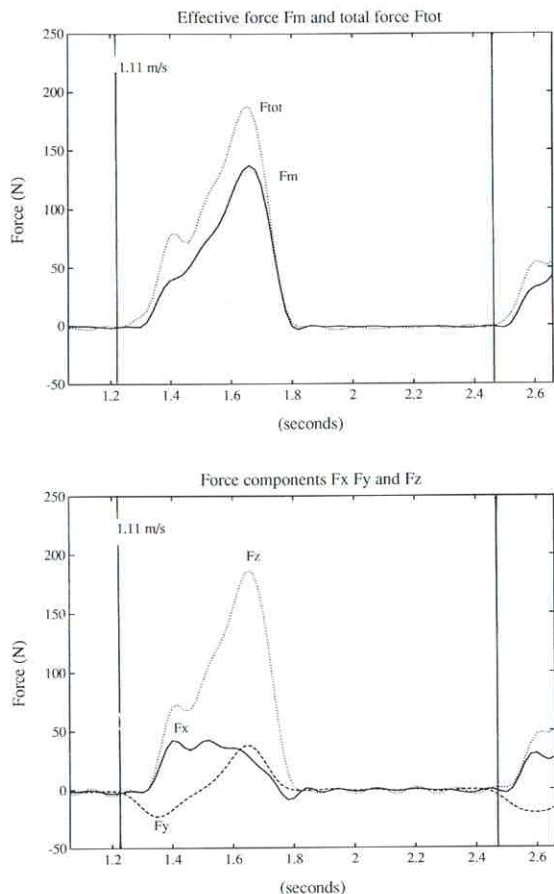 Effective force Fm and total force Ftot
250
1.11 m/s
200
Ftot
150
Fm
Force (N)
100
50
0
-50
1.2 1.4 1.6 1.8 2 2.2 2.4 2.6
(seconds)
Force components Fx Fy and Fz
250
1.11 m/s
200
Fz
150
Force (N)
100
50
Fx
0
Fy
-50
1.2 1.4 1.6 1.8 2 2.2 2.4 2.6
(seconds)